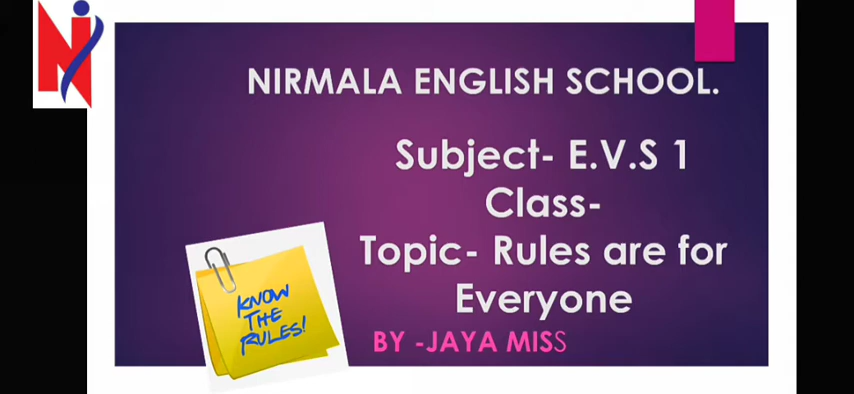 NIRMALA ENGLISH SCHOOL.
Subject- E.V.S 1
Class-
Topic- Rules are for
Everyone
BY -JAYA MISS
KNOW
THE
RULES!